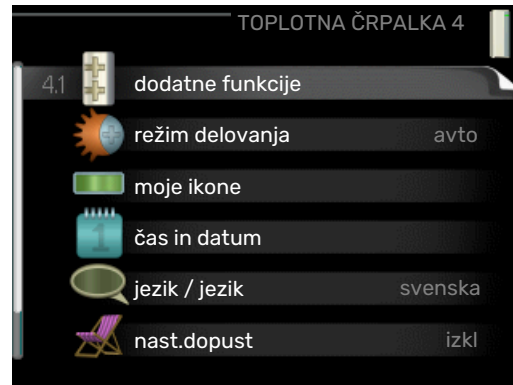 TOPLOTNA ČRPALKA 4
4.1 dodatne funkcije
režim delovanja avto
moje ikone
1 čas in datum
jezik / jezik svenska
nast.dopust izkl